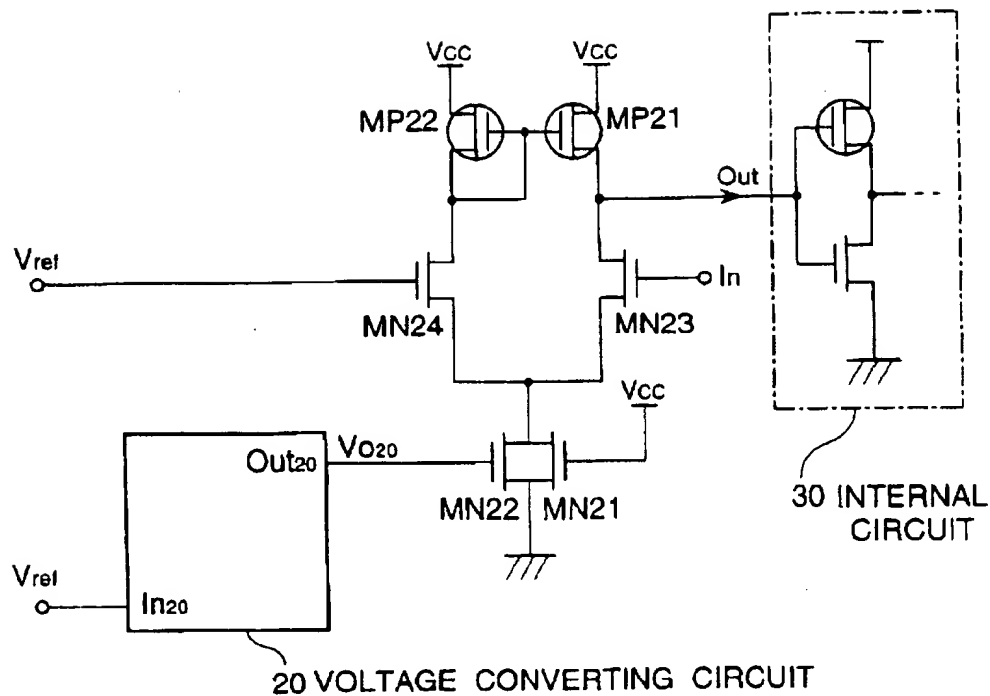 Vcc
Vcc
MP22
MP21
Out
Vref
In
MN24
MN23
Vcc
Out20
VO20
MN22
MN21
30 INTERNAL
CIRCUIT
Vref
In20
20 VOLTAGE CONVERTING CIRCUIT